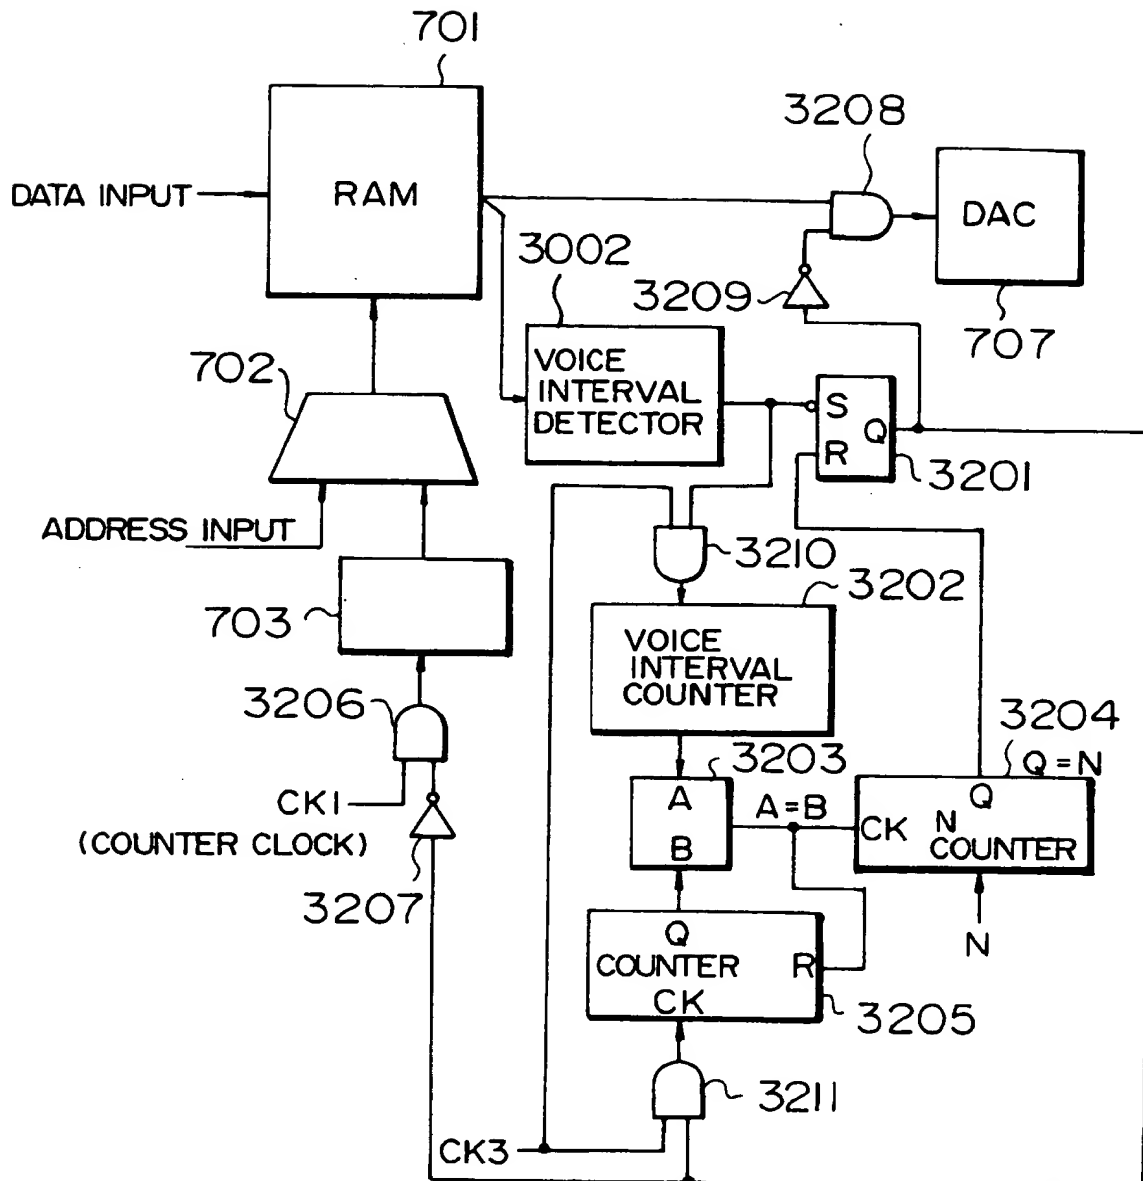 701
3208
DATA INPUT
RAM
DAC
3002
3209
707
702
VOICE
INTERVAL
DETECTOR
S
Q
R
3201
ADDRESS INPUT
3210
3202
703
VOICE
INTERVAL
COUNTER
3206
3204
3203
Q=N
A
A=B
Q
CK1
CK
N
COUNTER
(COUNTER CLOCK)
B
3207
Q
N
COUNTER
R
CK
3205
3211
CK3